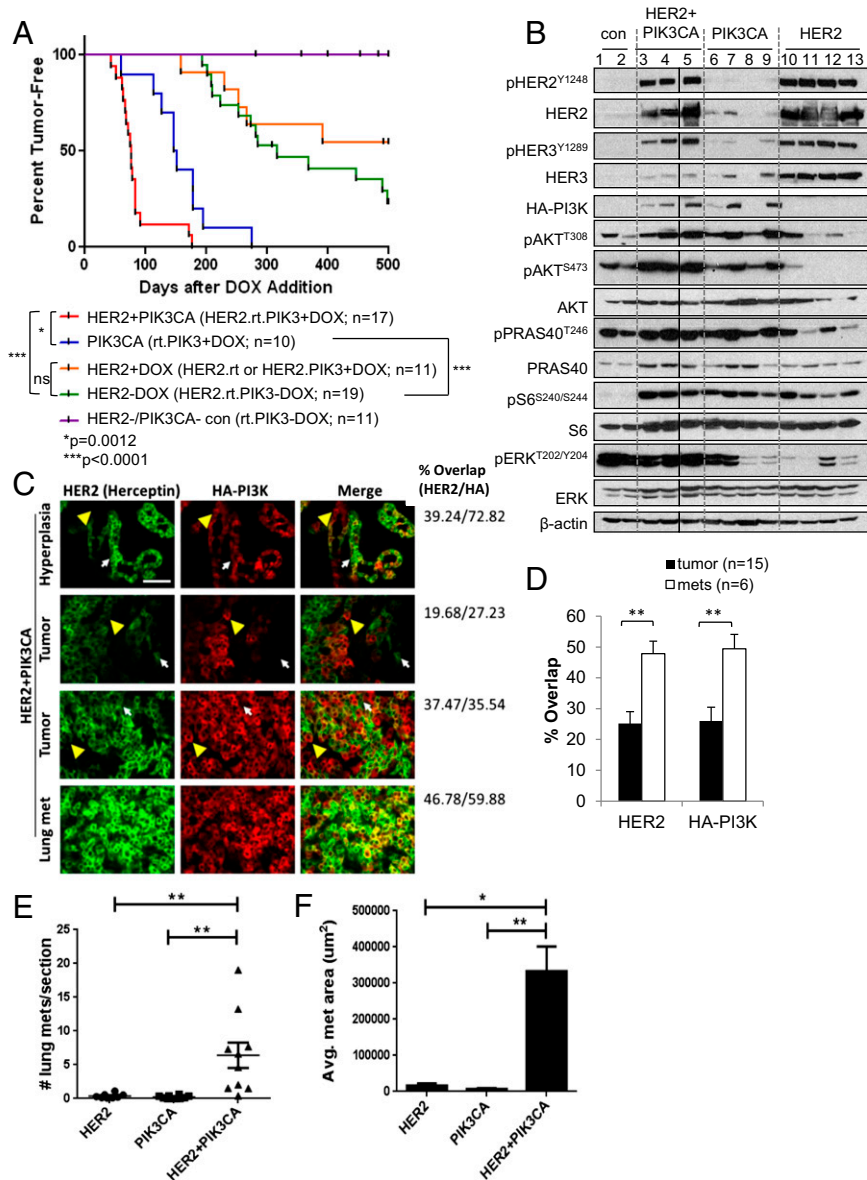 A
Percent Tumor-Free
100
50
0
0 100 200 300 400 500
Days after DOX Addition
HER2+PIK3CA (HER2.rt.PIK3+DOX; n=17)
PIK3CA (rt.PIK3+DOX; n=10)
HER2+DOX (HER2.rt or HER2.PIK3+DOX; n=11)
HER2-DOX (HER2.rt.PIK3-DOX; n=19)
HER2-/PIK3CA- con (rt.PIK3-DOX; n=11)
*
***
ns
***
*p=0.0012
***p<0.0001
B
con HER2+ PIK3CA PIK3CA HER2
1 2 3 4 5 6 7 8 9 10 11 12 13
pHER2Y1248
HER2
pHER3Y1289
HER3
HA-PI3K
pAKTT308
pAKTS473
AKT
pPRAS40T246
PRAS40
pS6S240/S244
S6
pERKT202/Y204
ERK
β-actin
C
HER2 (Herceptin) HA-PI3K Merge
% Overlap
(HER2/HA)
HER2+PIK3CA
Hyperplasia
39.24/72.82
Tumor
19.68/27.23
Tumor
37.47/35.54
Lung met
46.78/59.88
D
tumor (n=15)
mets (n=6)
% Overlap
60
50
40
30
20
10
0
** **
HER2 HA-PI3K
E
# lung mets/section
25
20
15
10
5
0
**
**
HER2 PIK3CA HER2+PIK3CA
F
Avg. met area (um²)
500000
400000
300000
200000
100000
0
*
**
HER2 PIK3CA HER2+PIK3CA